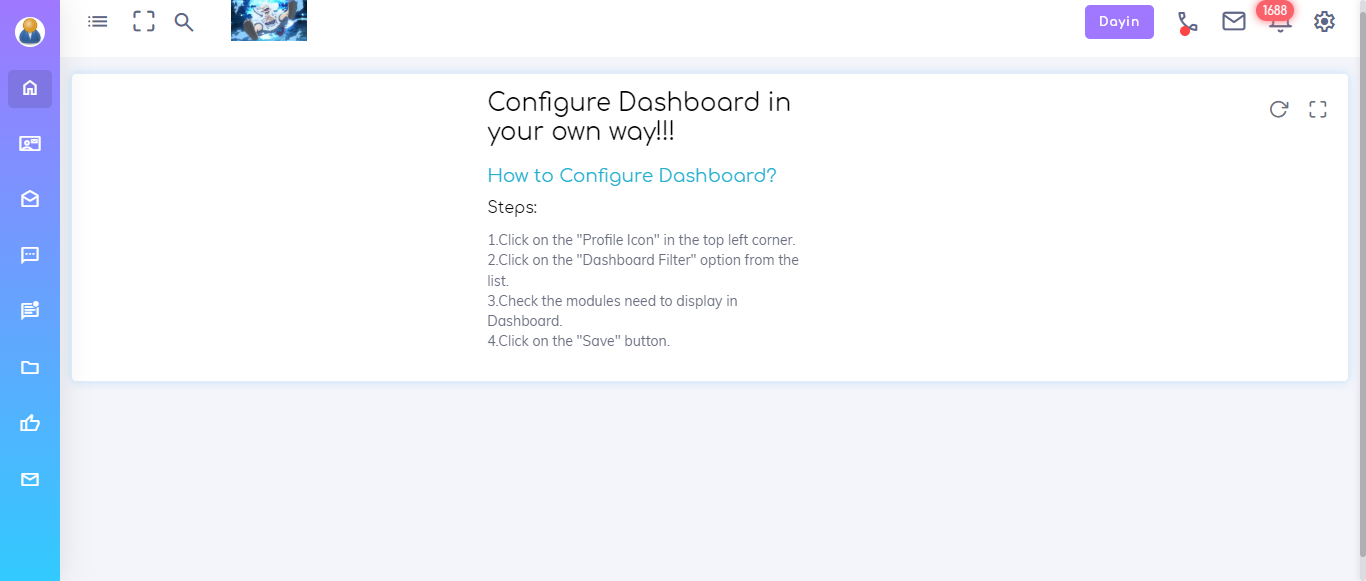 Dayin
1688
Configure Dashboard in
your own way!!!
How to Configure Dashboard?
Steps:
1.Click on the "Profile Icon" in the top left corner.
2.Click on the "Dashboard Filter" option from the
list.
3.Check the modules need to display in
Dashboard.
4.Click on the "Save" button.